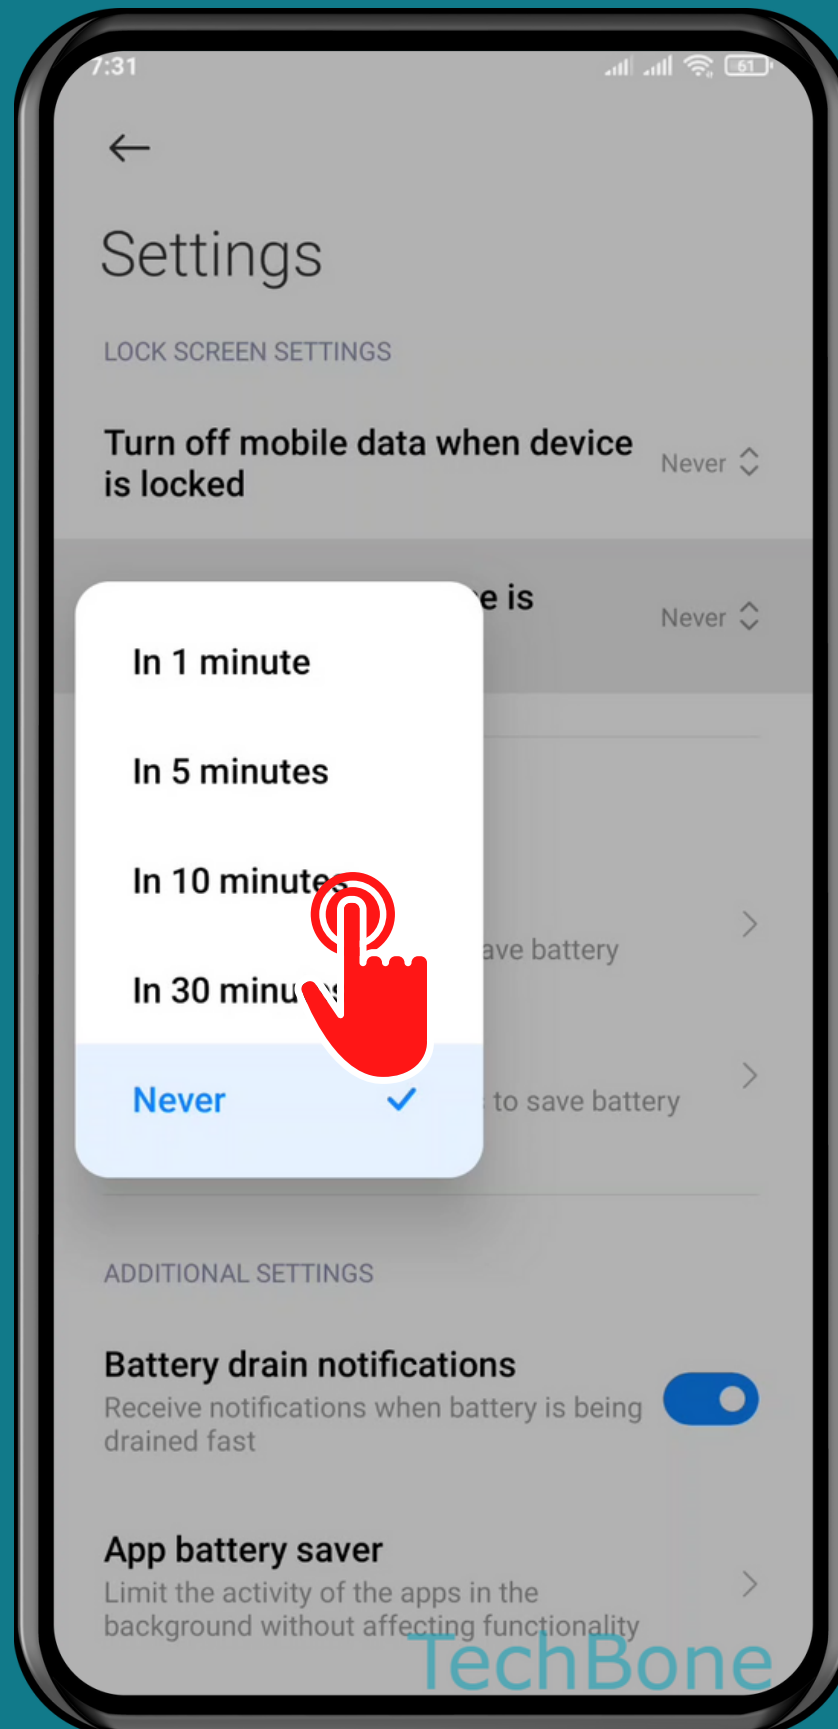 7:31
61
Settings
LOCK SCREEN SETTINGS
Turn off mobile data when device
is locked
Never
e is
Never
In 1 minute
In 5 minutes
In 10 minutes
ave battery
In 30 minutes
Never
to save battery
ADDITIONAL SETTINGS
Battery drain notifications
Receive notifications when battery is being
drained fast
App battery saver
Limit the activity of the apps in the
background without affecting functionality
TechBone